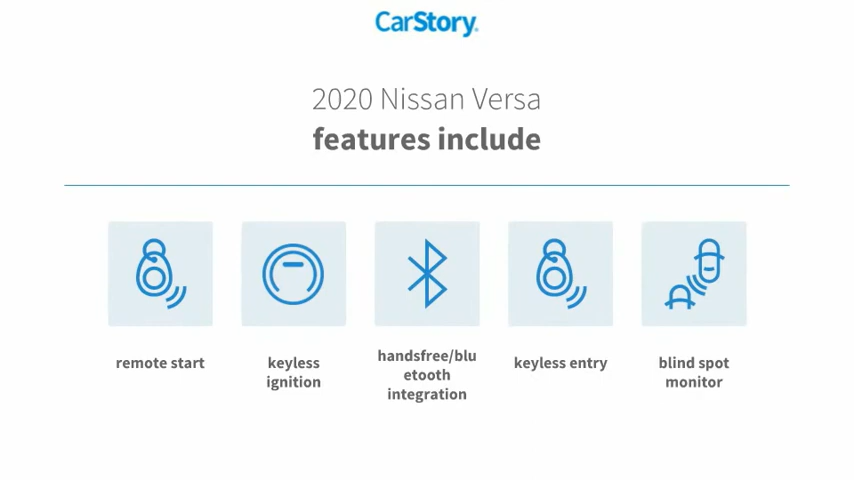 CarStory
2020 Nissan Versa
features include
remote start
keyless
ignition
handsfree/blu
etooth
integration
keyless entry
blind spot
monitor